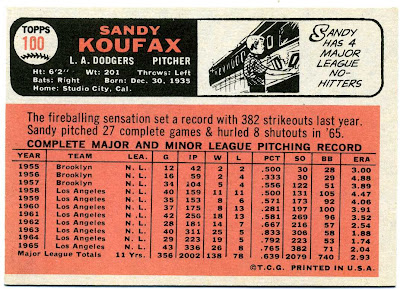 TOPPS
100
SANDY
KOUFAX
L. A. DODGERS PITCHER
Ht: 6'2" Wt: 201 Throws: Left
Bats: Right Born: Dec. 30, 1935
Home: Studio City, Cal.
SANDY
HAS 4
MAJOR
LEAGUE
NO-
HITTERS
The fireballing sensation set a record with 382 strikeouts last year.
Sandy pitched 27 complete games & hurled 8 shutouts in '65.
COMPLETE MAJOR AND MINOR LEAGUE PITCHING RECORD
YEAR TEAM LEA. G IP W L PCT SO BB ERA
1955 Brooklyn N. L. 12 42 2 2 .500 30 28 3.00
1956 Brooklyn N. L. 16 59 2 4 .333 30 29 4.88
1957 Brooklyn N. L. 34 104 5 4 .556 122 51 3.89
1958 Los Angeles N. L. 40 159 11 11 .500 131 105 4.47
1959 Los Angeles N. L. 35 153 8 6 .571 173 92 4.06
1960 Los Angeles N. L. 37 175 8 13 .381 197 100 3.91
1961 Los Angeles N. L. 42 256 18 13 .581 269 96 3.52
1962 Los Angeles N. L. 28 184 14 7 .667 216 57 2.54
1963 Los Angeles N. L. 40 311 25 5 .833 306 58 1.88
1964 Los Angeles N. L. 29 223 19 5 .792 223 53 1.74
1965 Los Angeles N. L. 43 336 26 8 .765 382 71 2.04
Major League Totals 11 Yrs. 356 2002 138 78 .639 2079 740 2.93
©T.C.G. PRINTED IN U.S.A.